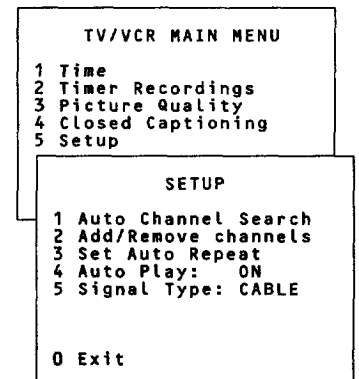 TV/VCR MAIN MENU
1 Time
2 Timer Recordings
3 Picture Quality
4 Closed Captioning
5 Setup
SETUP
1 Auto Channel Search
2 Add/Remove channels
3 Set Auto Repeat
4 Auto Play: ON
5 Signal Type: CABLE
0 Exit